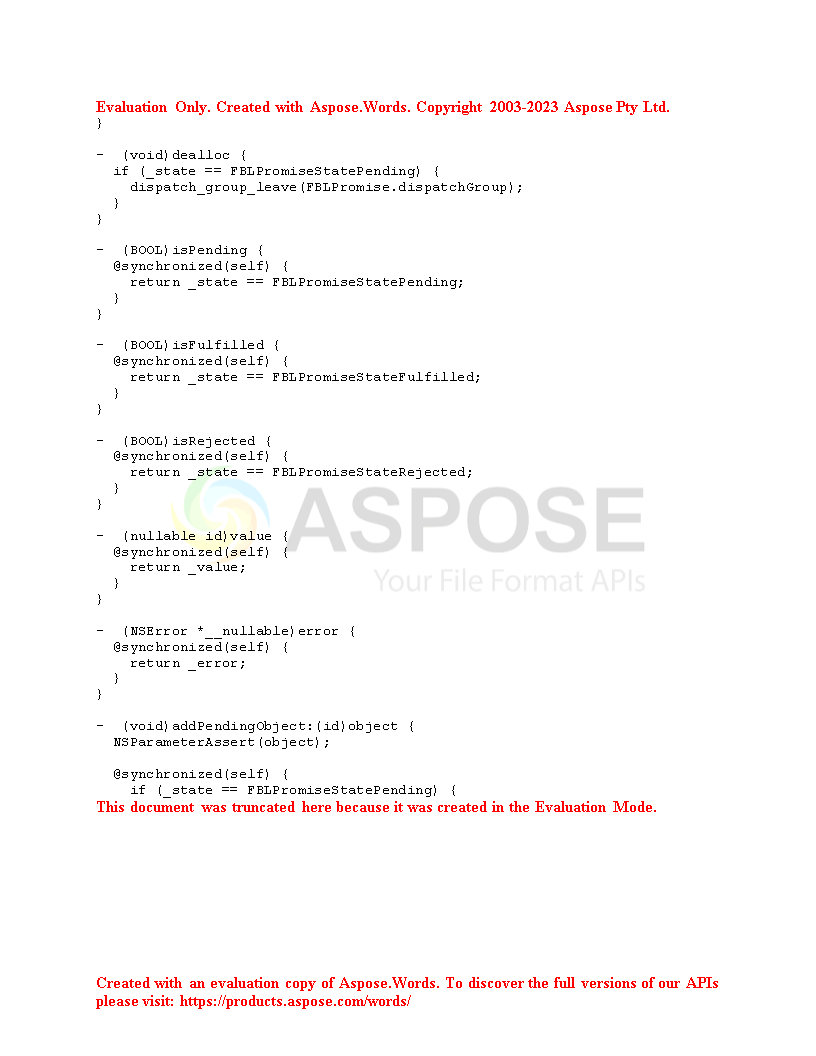 Evaluation Only. Created with Aspose.Words. Copyright 2003-2023 Aspose Pty Ltd.
}

-  (void)dealloc {
  if (_state == FBLPromiseStatePending) {
    dispatch_group_leave(FBLPromise.dispatchGroup);
  }
}

-  (BOOL)isPending {
  @synchronized(self) {
    return _state == FBLPromiseStatePending;
  }
}

-  (BOOL)isFulfilled {
  @synchronized(self) {
    return _state == FBLPromiseStateFulfilled;
  }
}

-  (BOOL)isRejected {
  @synchronized(self) {
    return _state == FBLPromiseStateRejected;
  }
}

-  (nullable id)value {
  @synchronized(self) {
    return _value;
  }
}

-  (NSError *__nullable)error {
  @synchronized(self) {
    return _error;
  }
}

-  (void)addPendingObject:(id)object {
  NSParameterAssert(object);

  @synchronized(self) {
    if (_state == FBLPromiseStatePending) {
This document was truncated here because it was created in the Evaluation Mode.
ASPOSE
Your File Format APIs
Created with an evaluation copy of Aspose.Words. To discover the full versions of our APIs
please visit: https://products.aspose.com/words/